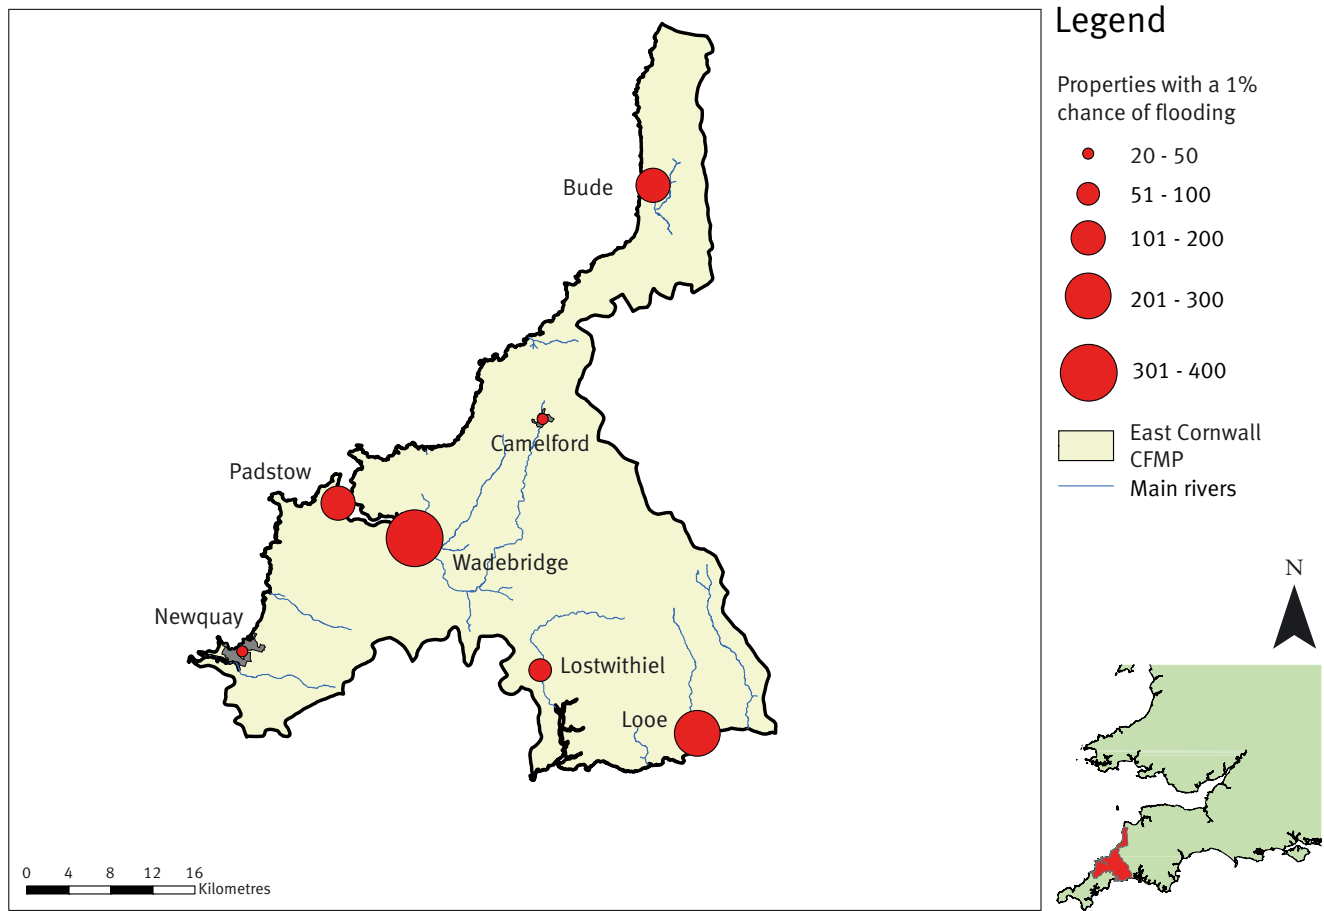 Legend
Properties with a 1%
chance of flooding
20 - 50
51 - 100
101 - 200
201 - 300
301 - 400
East Cornwall
CFMP
Main rivers
N
Bude
Camelford
Padstow
Wadebridge
Newquay
Lostwithiel
Looe
0 4 8 12 16
Kilometres